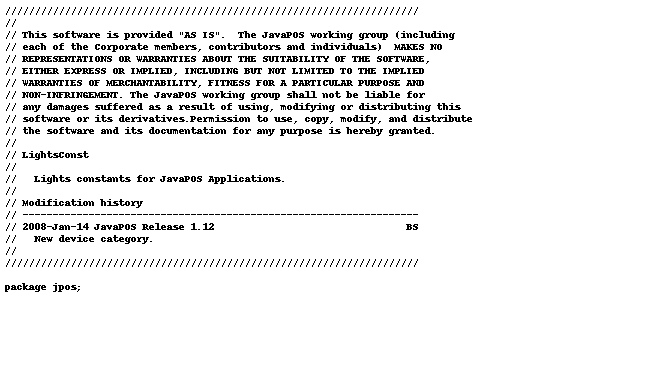 //////////////////////////////////////////////////////////////////////
//
// This software is provided "AS IS".  The JavaPOS working group (including
// each of the Corporate members, contributors and individuals)  MAKES NO
// REPRESENTATIONS OR WARRANTIES ABOUT THE SUITABILITY OF THE SOFTWARE,
// EITHER EXPRESS OR IMPLIED, INCLUDING BUT NOT LIMITED TO THE IMPLIED
// WARRANTIES OF MERCHANTABILITY, FITNESS FOR A PARTICULAR PURPOSE AND
// NON-INFRINGEMENT. The JavaPOS working group shall not be liable for
// any damages suffered as a result of using, modifying or distributing this
// software or its derivatives.Permission to use, copy, modify, and distribute
// the software and its documentation for any purpose is hereby granted.
//
// LightsConst
//
//   Lights constants for JavaPOS Applications.
//
// Modification history
// ------------------------------------------------------------------
// 2008-Jan-14 JavaPOS Release 1.12                                BS
//   New device category.
//
//////////////////////////////////////////////////////////////////////
package jpos;